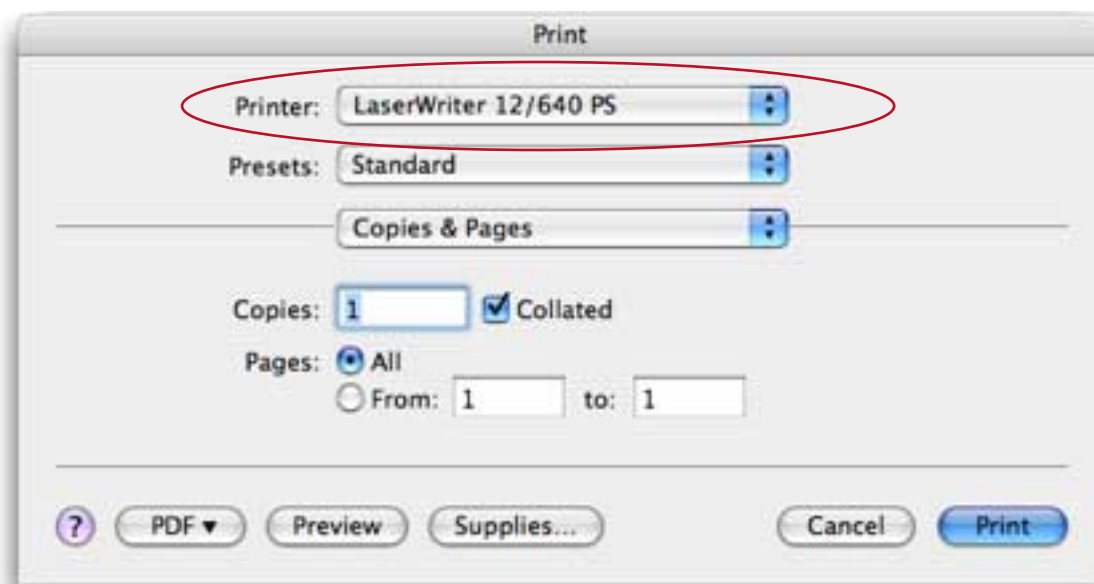 Print
Printer: LaserWriter 12/640 PS
Presets: Standard
Copies & Pages
Copies: 1 Collated
Pages: All
From: 1 to: 1
? PDF ▼ Preview Supplies... Cancel Print